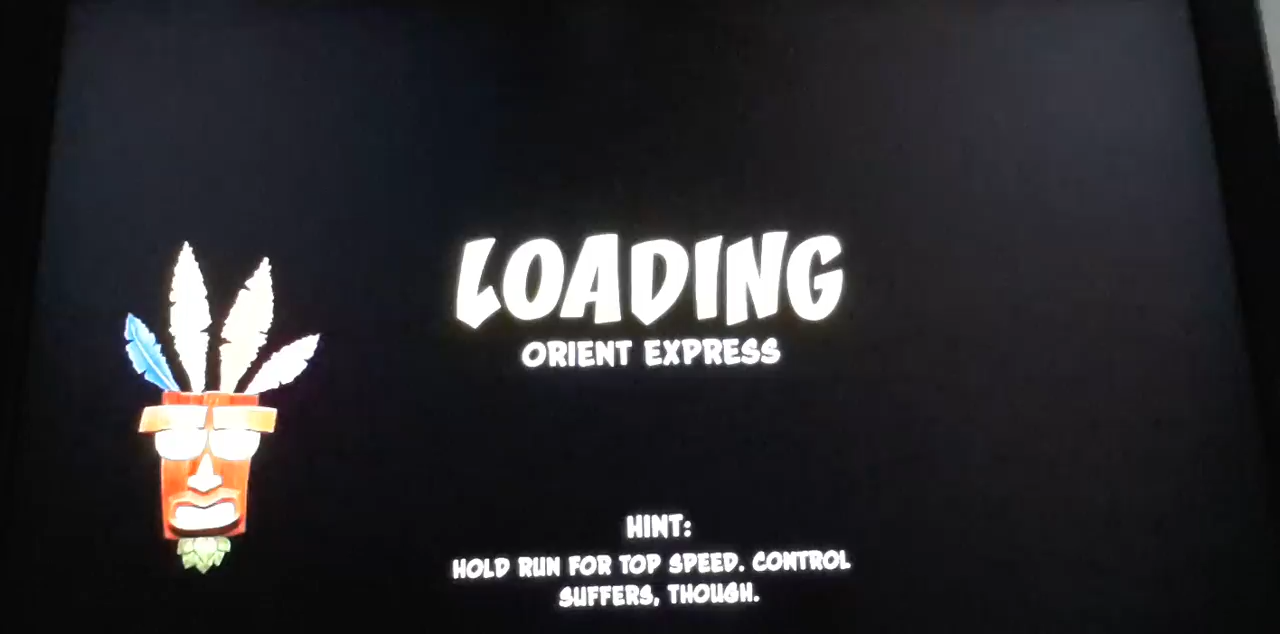 LOADING
ORIENT EXPRESS
HINT:
HOLD RUN FOR TOP SPEED. CONTROL
SUFFERS, THOUGH.